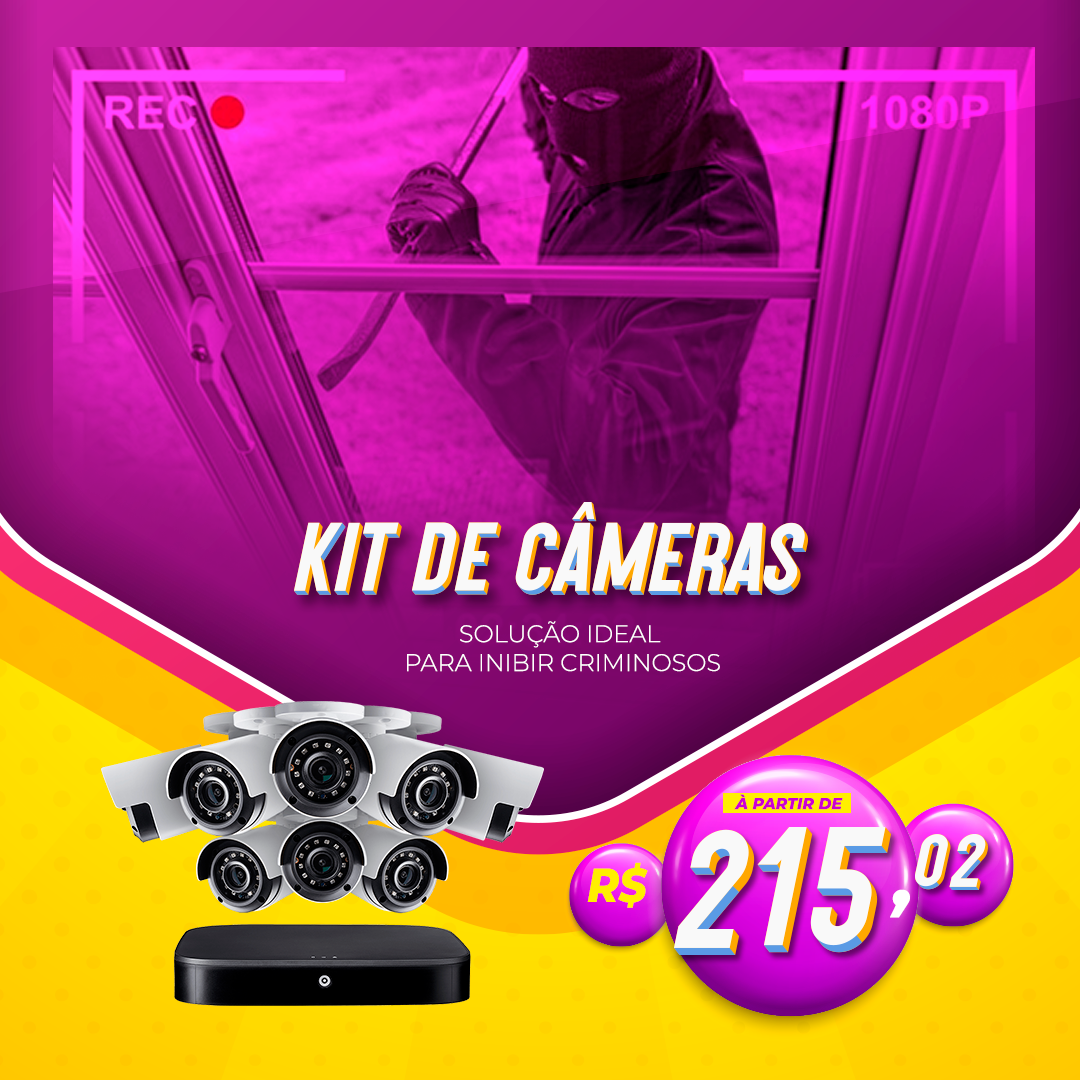 REC
1080P
KIT DE CÂMERAS
SOLUÇÃO IDEAL
PARA INIBIR CRIMINOSOS
À PARTIR DE
R$ 215,02